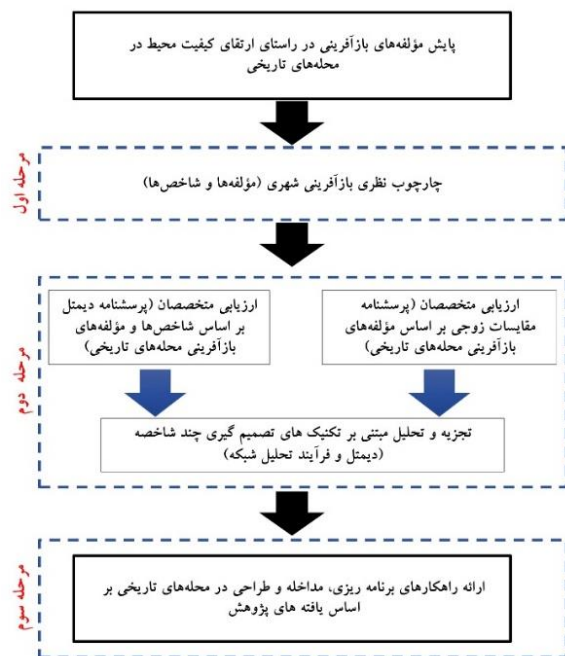 پایش مؤلفه‌های بازآفرینی در راستای ارتقای کیفیت محیط در
محله‌های تاریخی
مرحله اول
چارچوب نظری بازآفرینی شهری (مؤلفه‌ها و شاخص‌ها)
مرحله دوم
ارزیابی متخصصان (پرسشنامه
مقایسات زوجی بر اساس مؤلفه‌های
بازآفرینی محله‌های تاریخی)
ارزیابی متخصصان (پرسشنامه دیمتل
بر اساس شاخص‌ها و مؤلفه‌های
بازآفرینی محله‌های تاریخی)
تجزیه و تحلیل مبتنی بر تکنیک های تصمیم گیری چند شاخصه
(دیمتل و فرآیند تحلیل شبکه)
مرحله سوم
ارائه راهکارهای برنامه ریزی، مداخله و طراحی در محله‌های تاریخی بر
اساس یافته های پژوهش